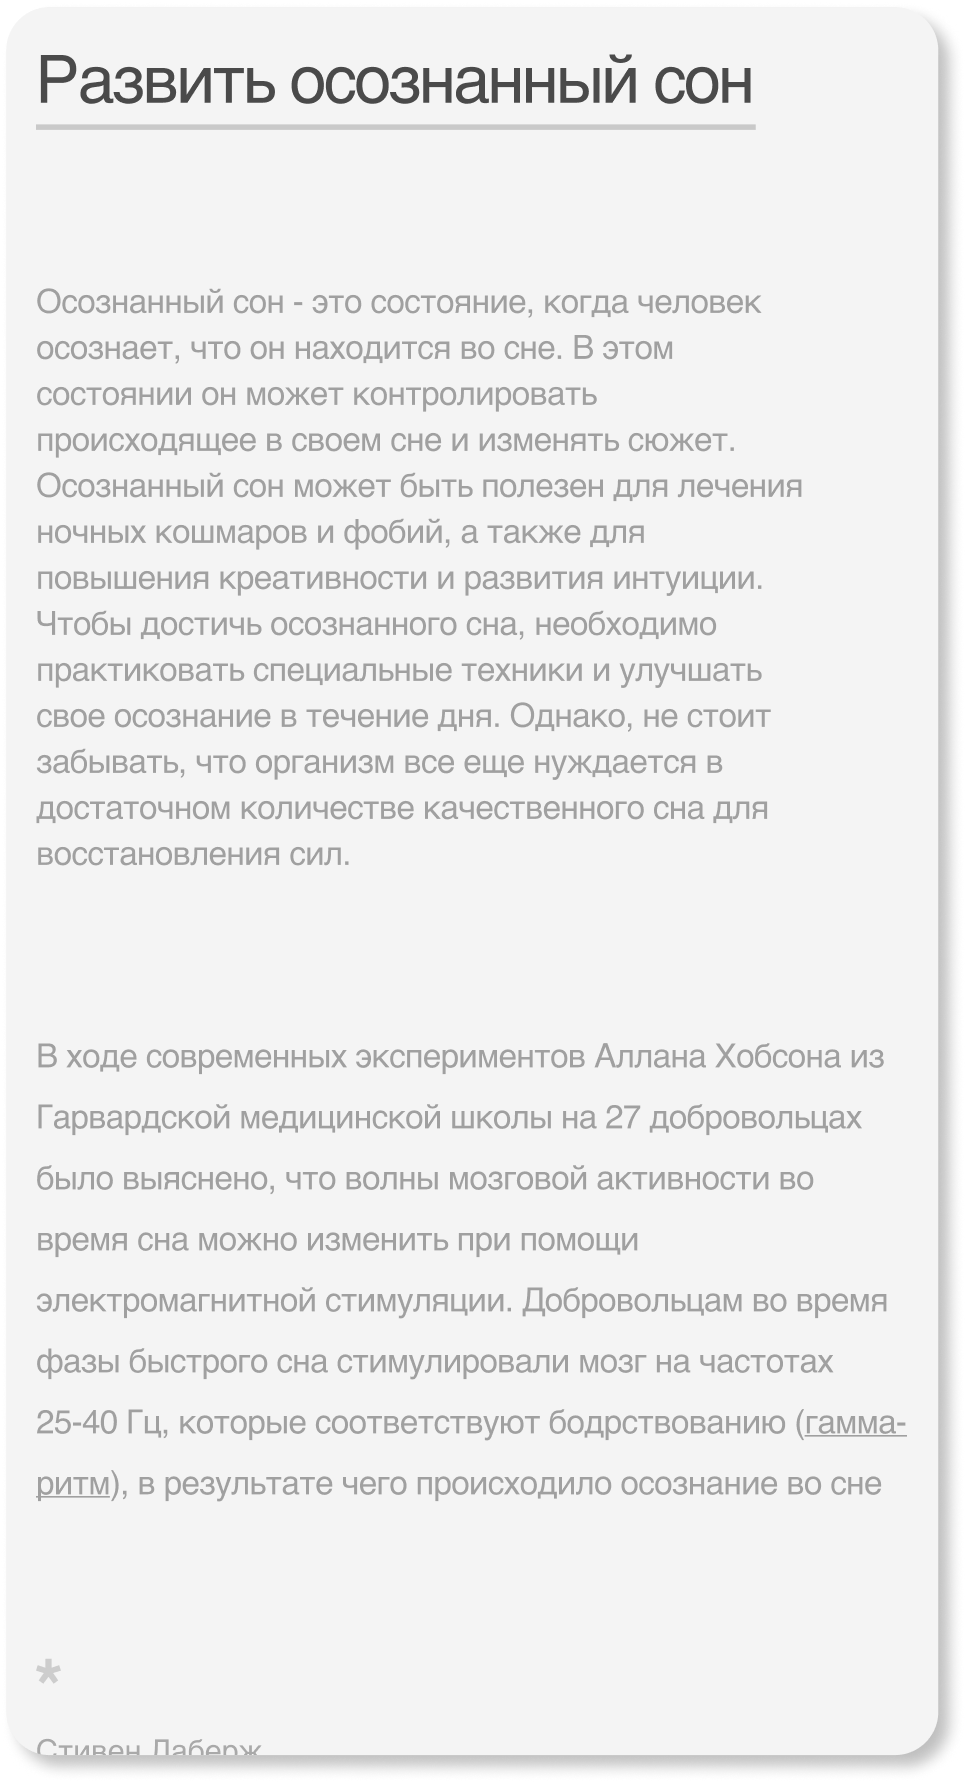 Развить осознанный сон
Осознанный сон - это состояние, когда человек
осознает, что он находится во сне. В этом
состоянии он может контролировать
происходящее в своем сне и изменять сюжет.
Осознанный сон может быть полезен для лечения
ночных кошмаров и фобий, а также для
повышения креативности и развития интуиции.
Чтобы достичь осознанного сна, необходимо
практиковать специальные техники и улучшать
свое осознание в течение дня. Однако, не стоит
забывать, что организм все еще нуждается в
достаточном количестве качественного сна для
восстановления сил.
В ходе современных экспериментов Аллана Хобсона из
Гарвардской медицинской школы на 27 добровольцах
было выяснено, что волны мозговой активности во
время сна можно изменить при помощи
электромагнитной стимуляции. Добровольцам во время
фазы быстрого сна стимулировали мозг на частотах
25-40 Гц, которые соответствуют бодрствованию (гамма-
ритм), в результате чего происходило осознание во сне
*
Стивен Лаберж